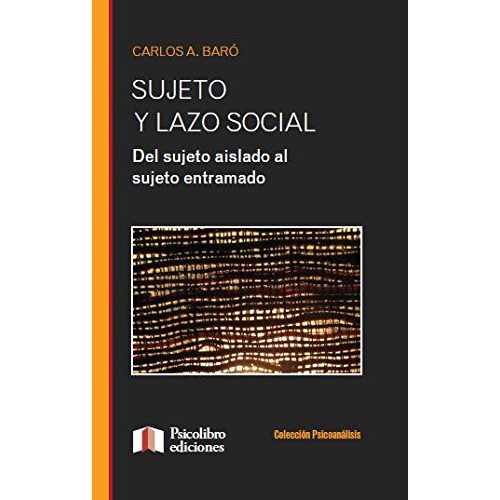 CARLOS A. BARÓ
SUJETO
Y LAZO SOCIAL
Del sujeto aislado al
sujeto entramado
Psicolibro
ediciones
Colección Psicoanálisis